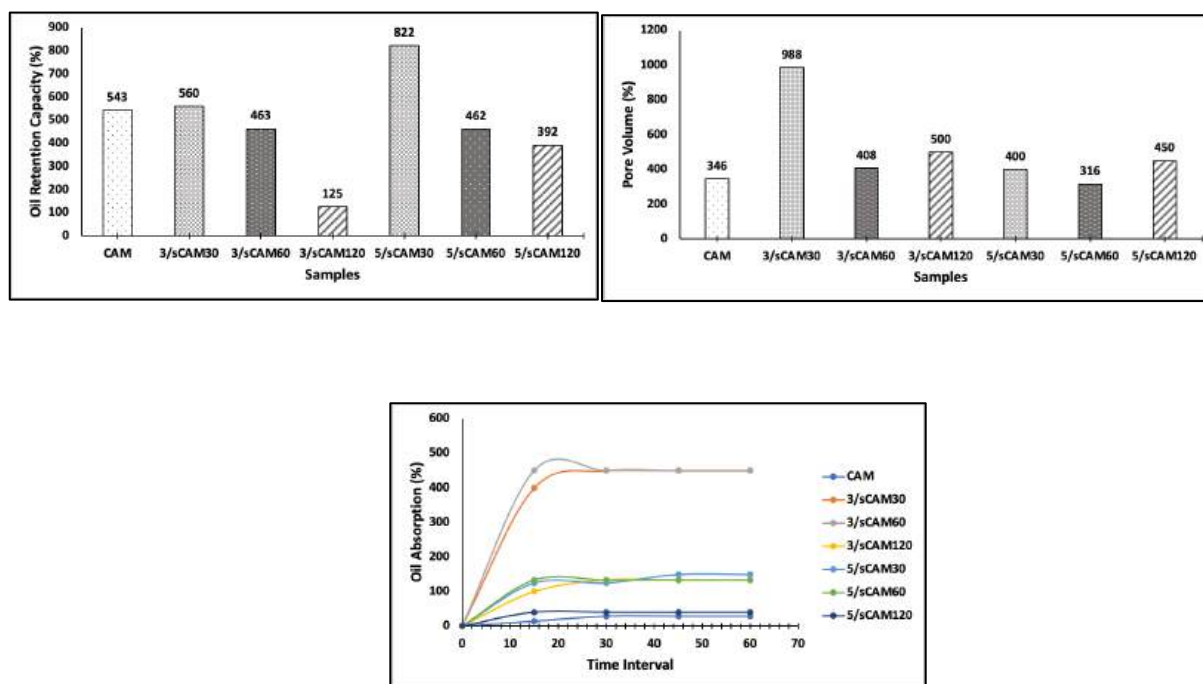 Oil Retention Capacity (%)
900
800
700
600
500
400
300
200
100
0
543
560
463
125
822
462
392
CAM 3/sCAM30 3/sCAM60 3/sCAM120 5/sCAM30 5/sCAM60 5/sCAM120
Samples
Pore Volume (%)
1200
1000
800
600
400
200
0
346
988
408
500
400
316
450
CAM 3/sCAM30 3/sCAM60 3/sCAM120 5/sCAM30 5/sCAM60 5/sCAM120
Samples
Oil Absorption (%)
600
500
400
300
200
100
0
0 10 20 30 40 50 60 70
Time Interval
CAM
3/sCAM30
3/sCAM60
3/sCAM120
5/sCAM30
5/sCAM60
5/sCAM120